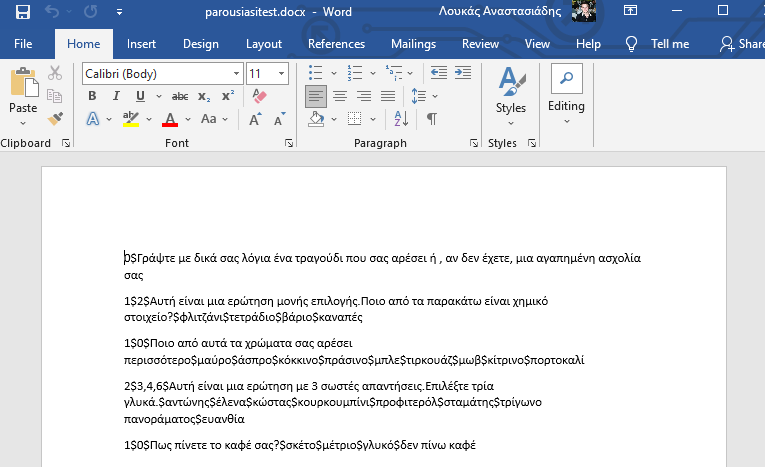 parousiasitest.docx - Word
Λουκάς Αναστασιάδης
File Home Insert Design Layout References Mailings Review View Help Tell me Share
Paste
Calibri (Body) 11
B I U abc x₂ x²
A ab A Aa A A
Styles
Editing
Clipboard Font Paragraph Styles
0$Γράψτε με δικά σας λόγια ένα τραγούδι που σας αρέσει ή , αν δεν έχετε, μια αγαπημένη ασχολία
σας
1$2$Αυτή είναι μια ερώτηση μονής επιλογής.Ποιο από τα παρακάτω είναι χημικό
στοιχείο?$φλιτζάνι$τετράδιο$βάριο$καναπές
1$0$Ποιο από αυτά τα χρώματα σας αρέσει
περισσότερο$μαύρο$άσπρο$κόκκινο$πράσινο$μπλε$τιρκουάζ$μωβ$κίτρινο$πορτοκαλί
2$3,4,6$Αυτή είναι μια ερώτηση με 3 σωστές απαντήσεις.Επιλέξτε τρία
γλυκά.$αντώνης$έλενα$κώστας$κουρκουμπίνι$προφιτερόλ$σταμάτης$τρίγωνο
πανοράματος$ευανθία
1$0$Πως πίνετε το καφέ σας?$σκέτο$μέτριο$γλυκό$δεν πίνω καφέ